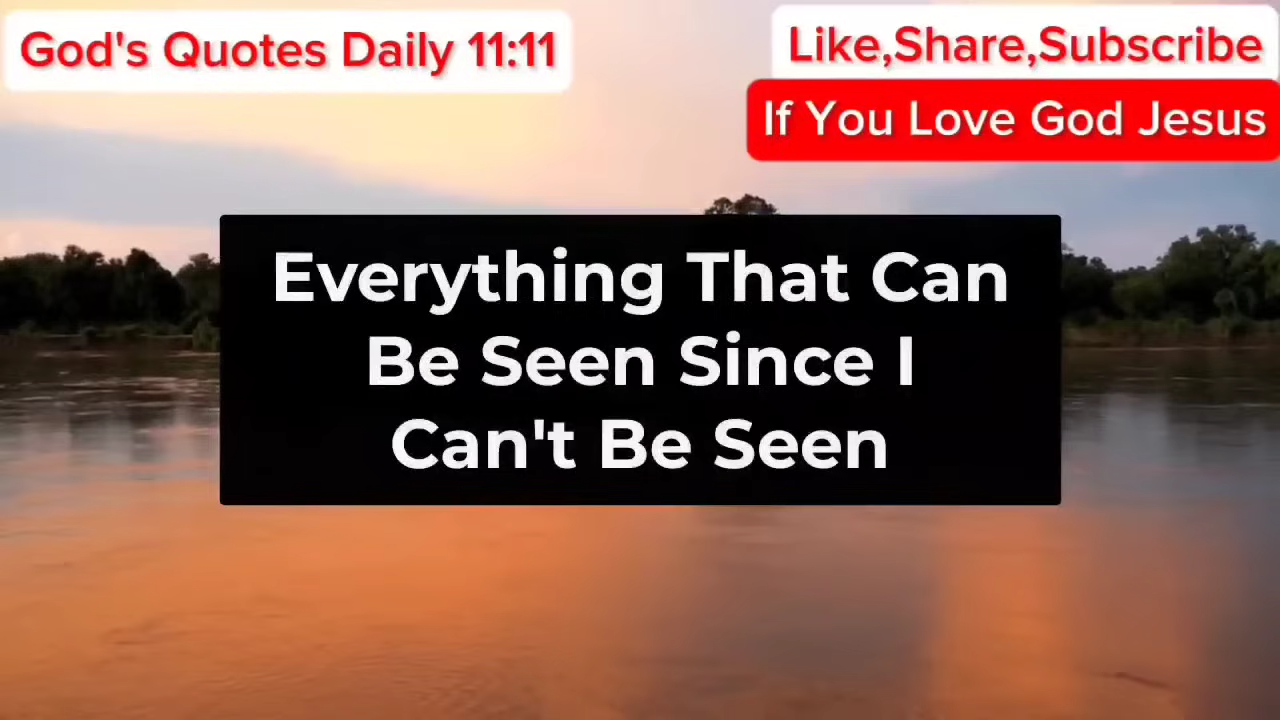 God's Quotes Daily 11:11
Like,Share,Subscribe
If You Love God Jesus
Everything That Can
Be Seen Since I
Can't Be Seen